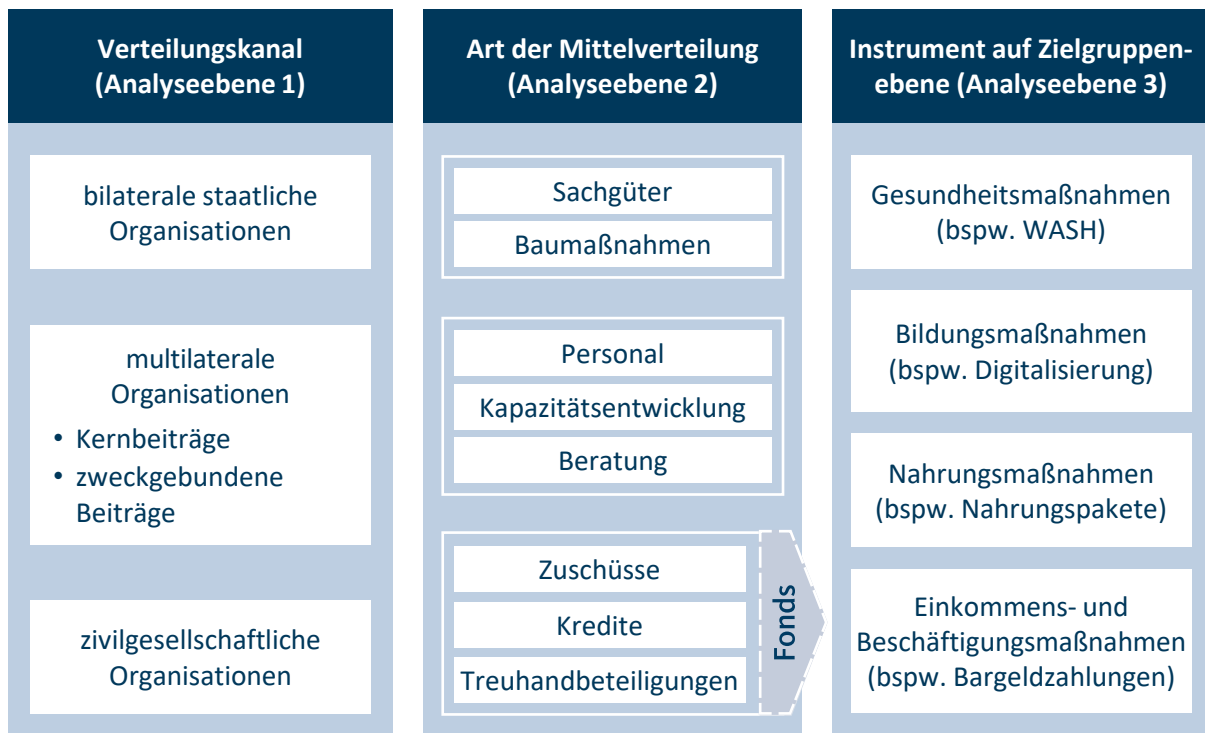 Verteilungskanal
(Analyseebene 1)
bilaterale staatliche
Organisationen
multilaterale
Organisationen
• Kernbeiträge
• zweckgebundene
Beiträge
zivilgesellschaftliche
Organisationen
Art der Mittelverteilung
(Analyseebene 2)
Sachgüter
Baumaßnahmen
Personal
Kapazitätsentwicklung
Beratung
Zuschüsse
Kredite
Treuhandbeteiligungen
Fonds
Instrument auf Zielgruppen-
ebene (Analyseebene 3)
Gesundheitsmaßnahmen
(bspw. WASH)
Bildungsmaßnahmen
(bspw. Digitalisierung)
Nahrungsmaßnahmen
(bspw. Nahrungspakete)
Einkommens- und
Beschäftigungsmaßnahmen
(bspw. Bargeldzahlungen)